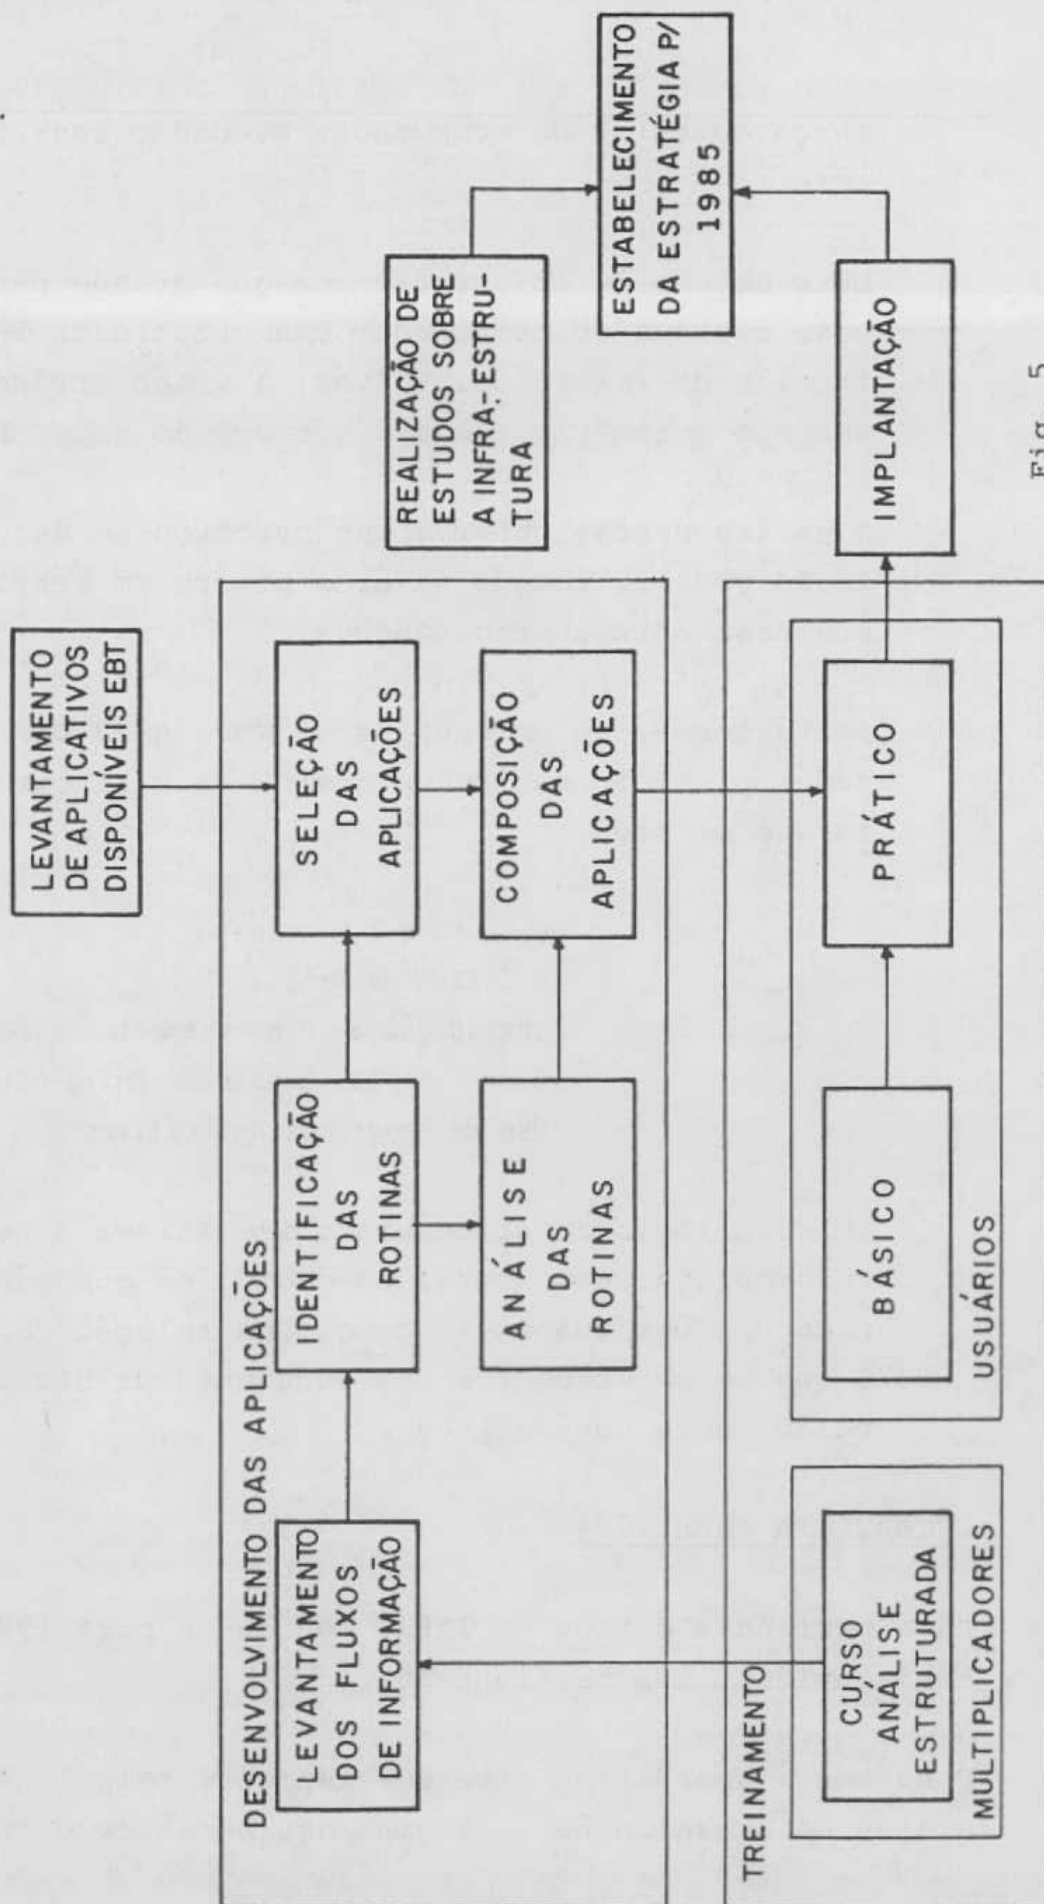 LEVANTAMENTO
DE APLICATIVOS
DISPONÍVEIS EBT
DESENVOLVIMENTO DAS APLICAÇÕES
LEVANTAMENTO
DOS FLUXOS
DE INFORMAÇÃO
IDENTIFICAÇÃO
DAS
ROTINAS
SELEÇÃO
DAS
APLICAÇÕES
ANÁLISE
DAS
ROTINAS
COMPOSIÇÃO
DAS
APLICAÇÕES
REALIZAÇÃO DE
ESTUDOS SOBRE
A INFRA-ESTRU-
TURA
ESTABELECIMENTO
DA ESTRATÉGIA P/
1985
TREINAMENTO
CURSO
ANÁLISE
ESTRUTURADA
MULTIPLICADORES
BÁSICO
PRÁTICO
USUÁRIOS
IMPLANTAÇÃO
Fig. 5